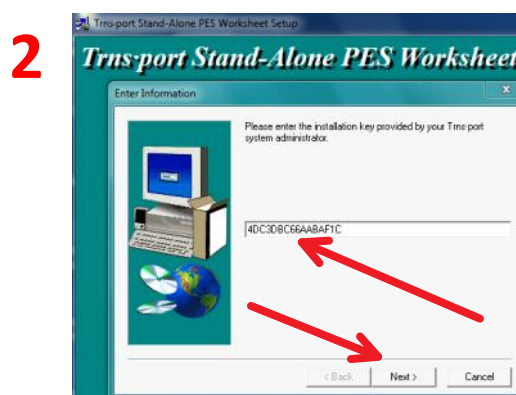 2
Trns·port Stand-Alone PES Worksheet Setup
Trns·port Stand-Alone PES Worksheet
Enter Information
Please enter the installation key provided by your Trns·port
system administrator.
4DC3D8C66AABAF1C
< Back Next > Cancel